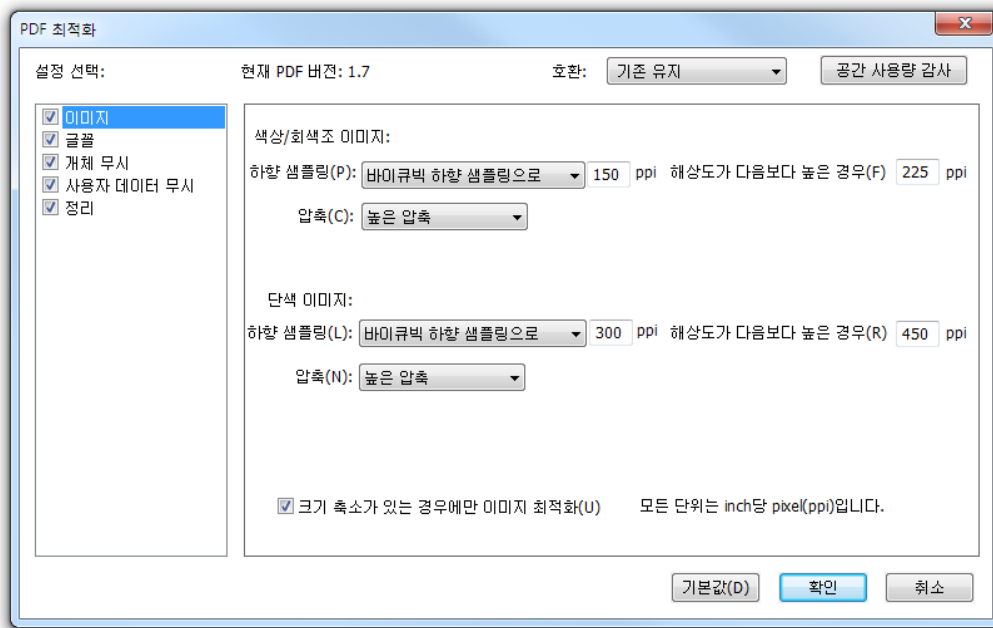 PDF 최적화
설정 선택: 현재 PDF 버전: 1.7 호환: 기존 유지 공간 사용량 감사
이미지
글꼴
개체 무시
사용자 데이터 무시
정리
색상/회색조 이미지:
하향 샘플링(P): 바이큐빅 하향 샘플링으로 150 ppi 해상도가 다음보다 높은 경우(F) 225 ppi
압축(C): 높은 압축
단색 이미지:
하향 샘플링(L): 바이큐빅 하향 샘플링으로 300 ppi 해상도가 다음보다 높은 경우(R) 450 ppi
압축(N): 높은 압축
크기 축소가 있는 경우에만 이미지 최적화(U) 모든 단위는 inch당 pixel(ppi)입니다.
기본값(D) 확인 취소